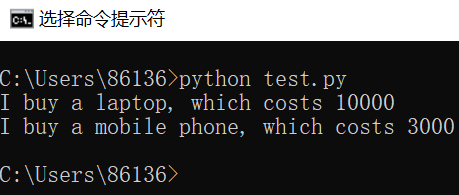 选择命令提示符
C:\Users\86136>python test.py
I buy a laptop, which costs 10000
I buy a mobile phone, which costs 3000
C:\Users\86136>